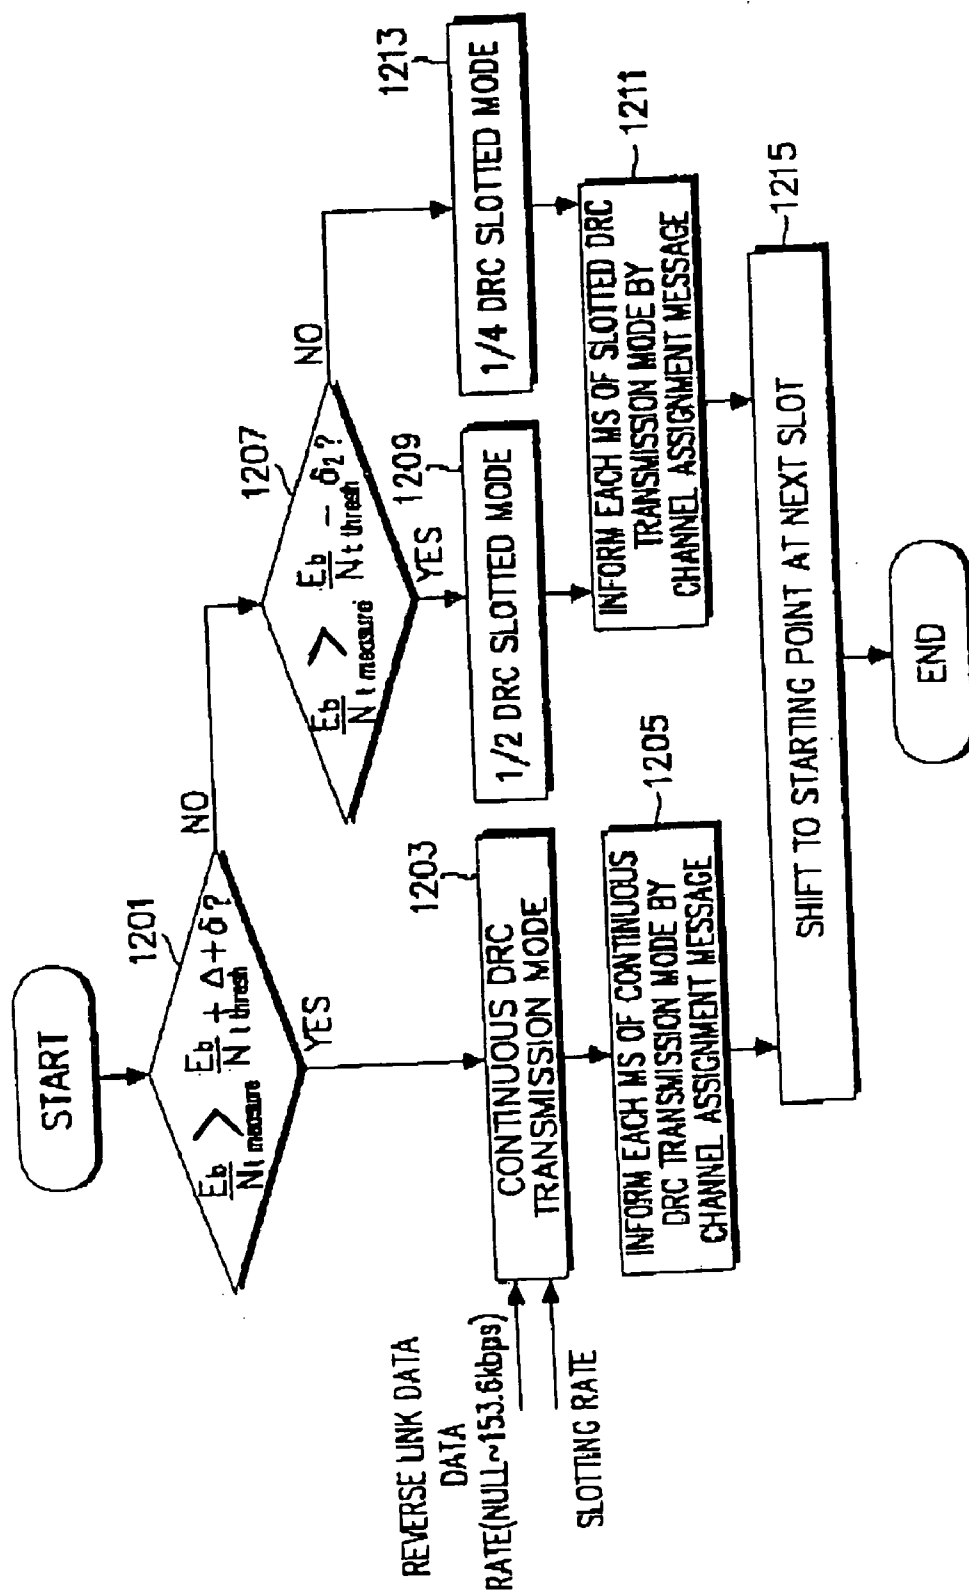 START
1201
Eb/Nt measure > Eb/Nt thresh + Δ + δ?
NO
YES
1207
Eb/Nt measure > Eb/Nt thresh − δ2?
NO
YES
1203
CONTINUOUS DRC
TRANSMISSION MODE
REVERSE LINK DATA
DATA
RATE(NULL~153.6kbps)
SLOTTING RATE
1209
1/2 DRC SLOTTED MODE
1213
1/4 DRC SLOTTED MODE
1205
INFORM EACH MS OF CONTINUOUS
DRC TRANSMISSION MODE BY
CHANNEL ASSIGNMENT MESSAGE
1211
INFORM EACH MS OF SLOTTED DRC
TRANSMISSION MODE BY
CHANNEL ASSIGNMENT MESSAGE
1215
SHIFT TO STARTING POINT AT NEXT SLOT
END